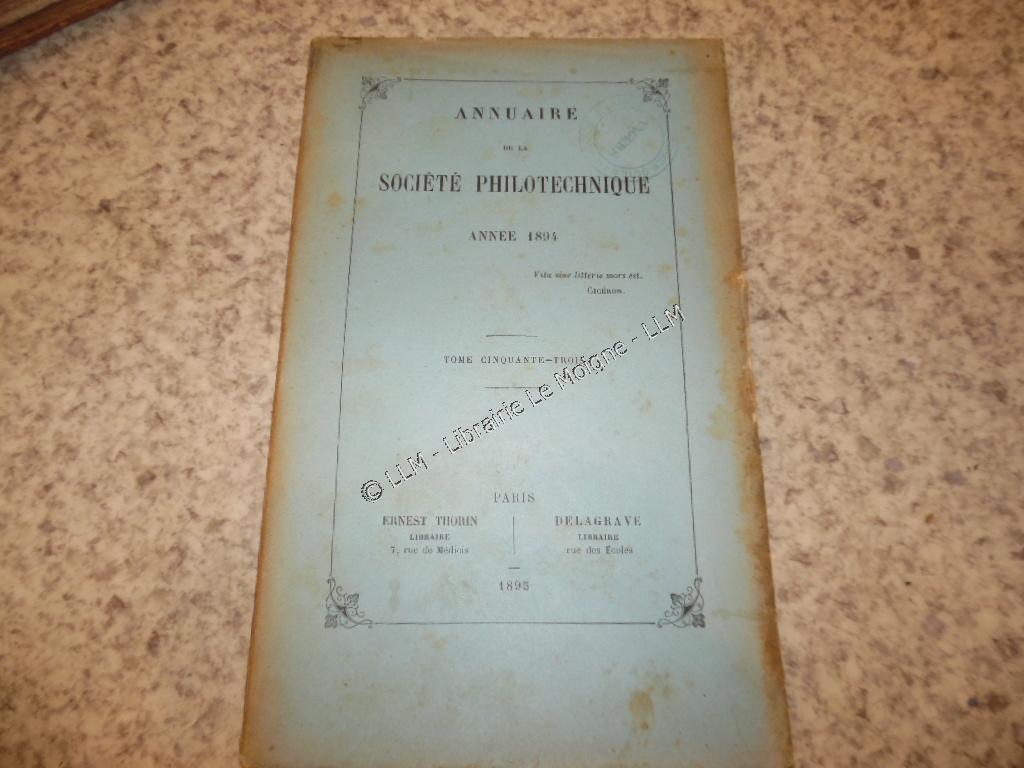 ANNUAIRE
DE LA
SOCIÉTÉ PHILOTECHNIQUE
ANNÉE 1894
Vita sine litteris mors est.
CICÉRON.
TOME CINQUANTE-TROIS
© LLM - Librairie Le Moigne - LLM
PARIS
ERNEST THORIN
LIBRAIRE
7, rue de Médicis
DELAGRAVE
LIBRAIRE
rue des Écoles
1895